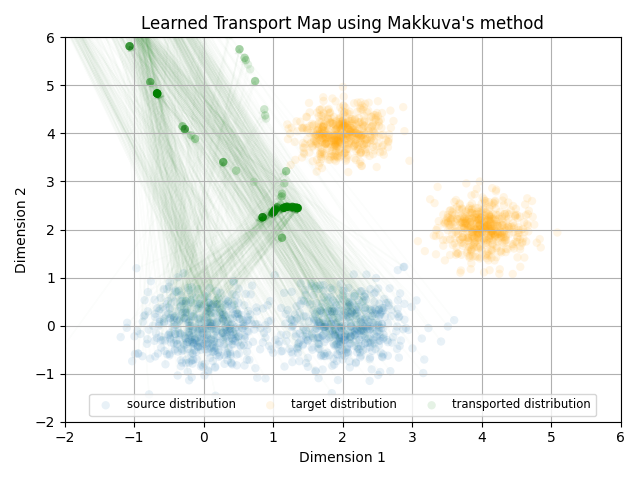 Learned Transport Map using Makkuva's method
6
5
4
3
2
1
0
−1
−2
Dimension 2
source distribution target distribution transported distribution
−2 −1 0 1 2 3 4 5 6
Dimension 1